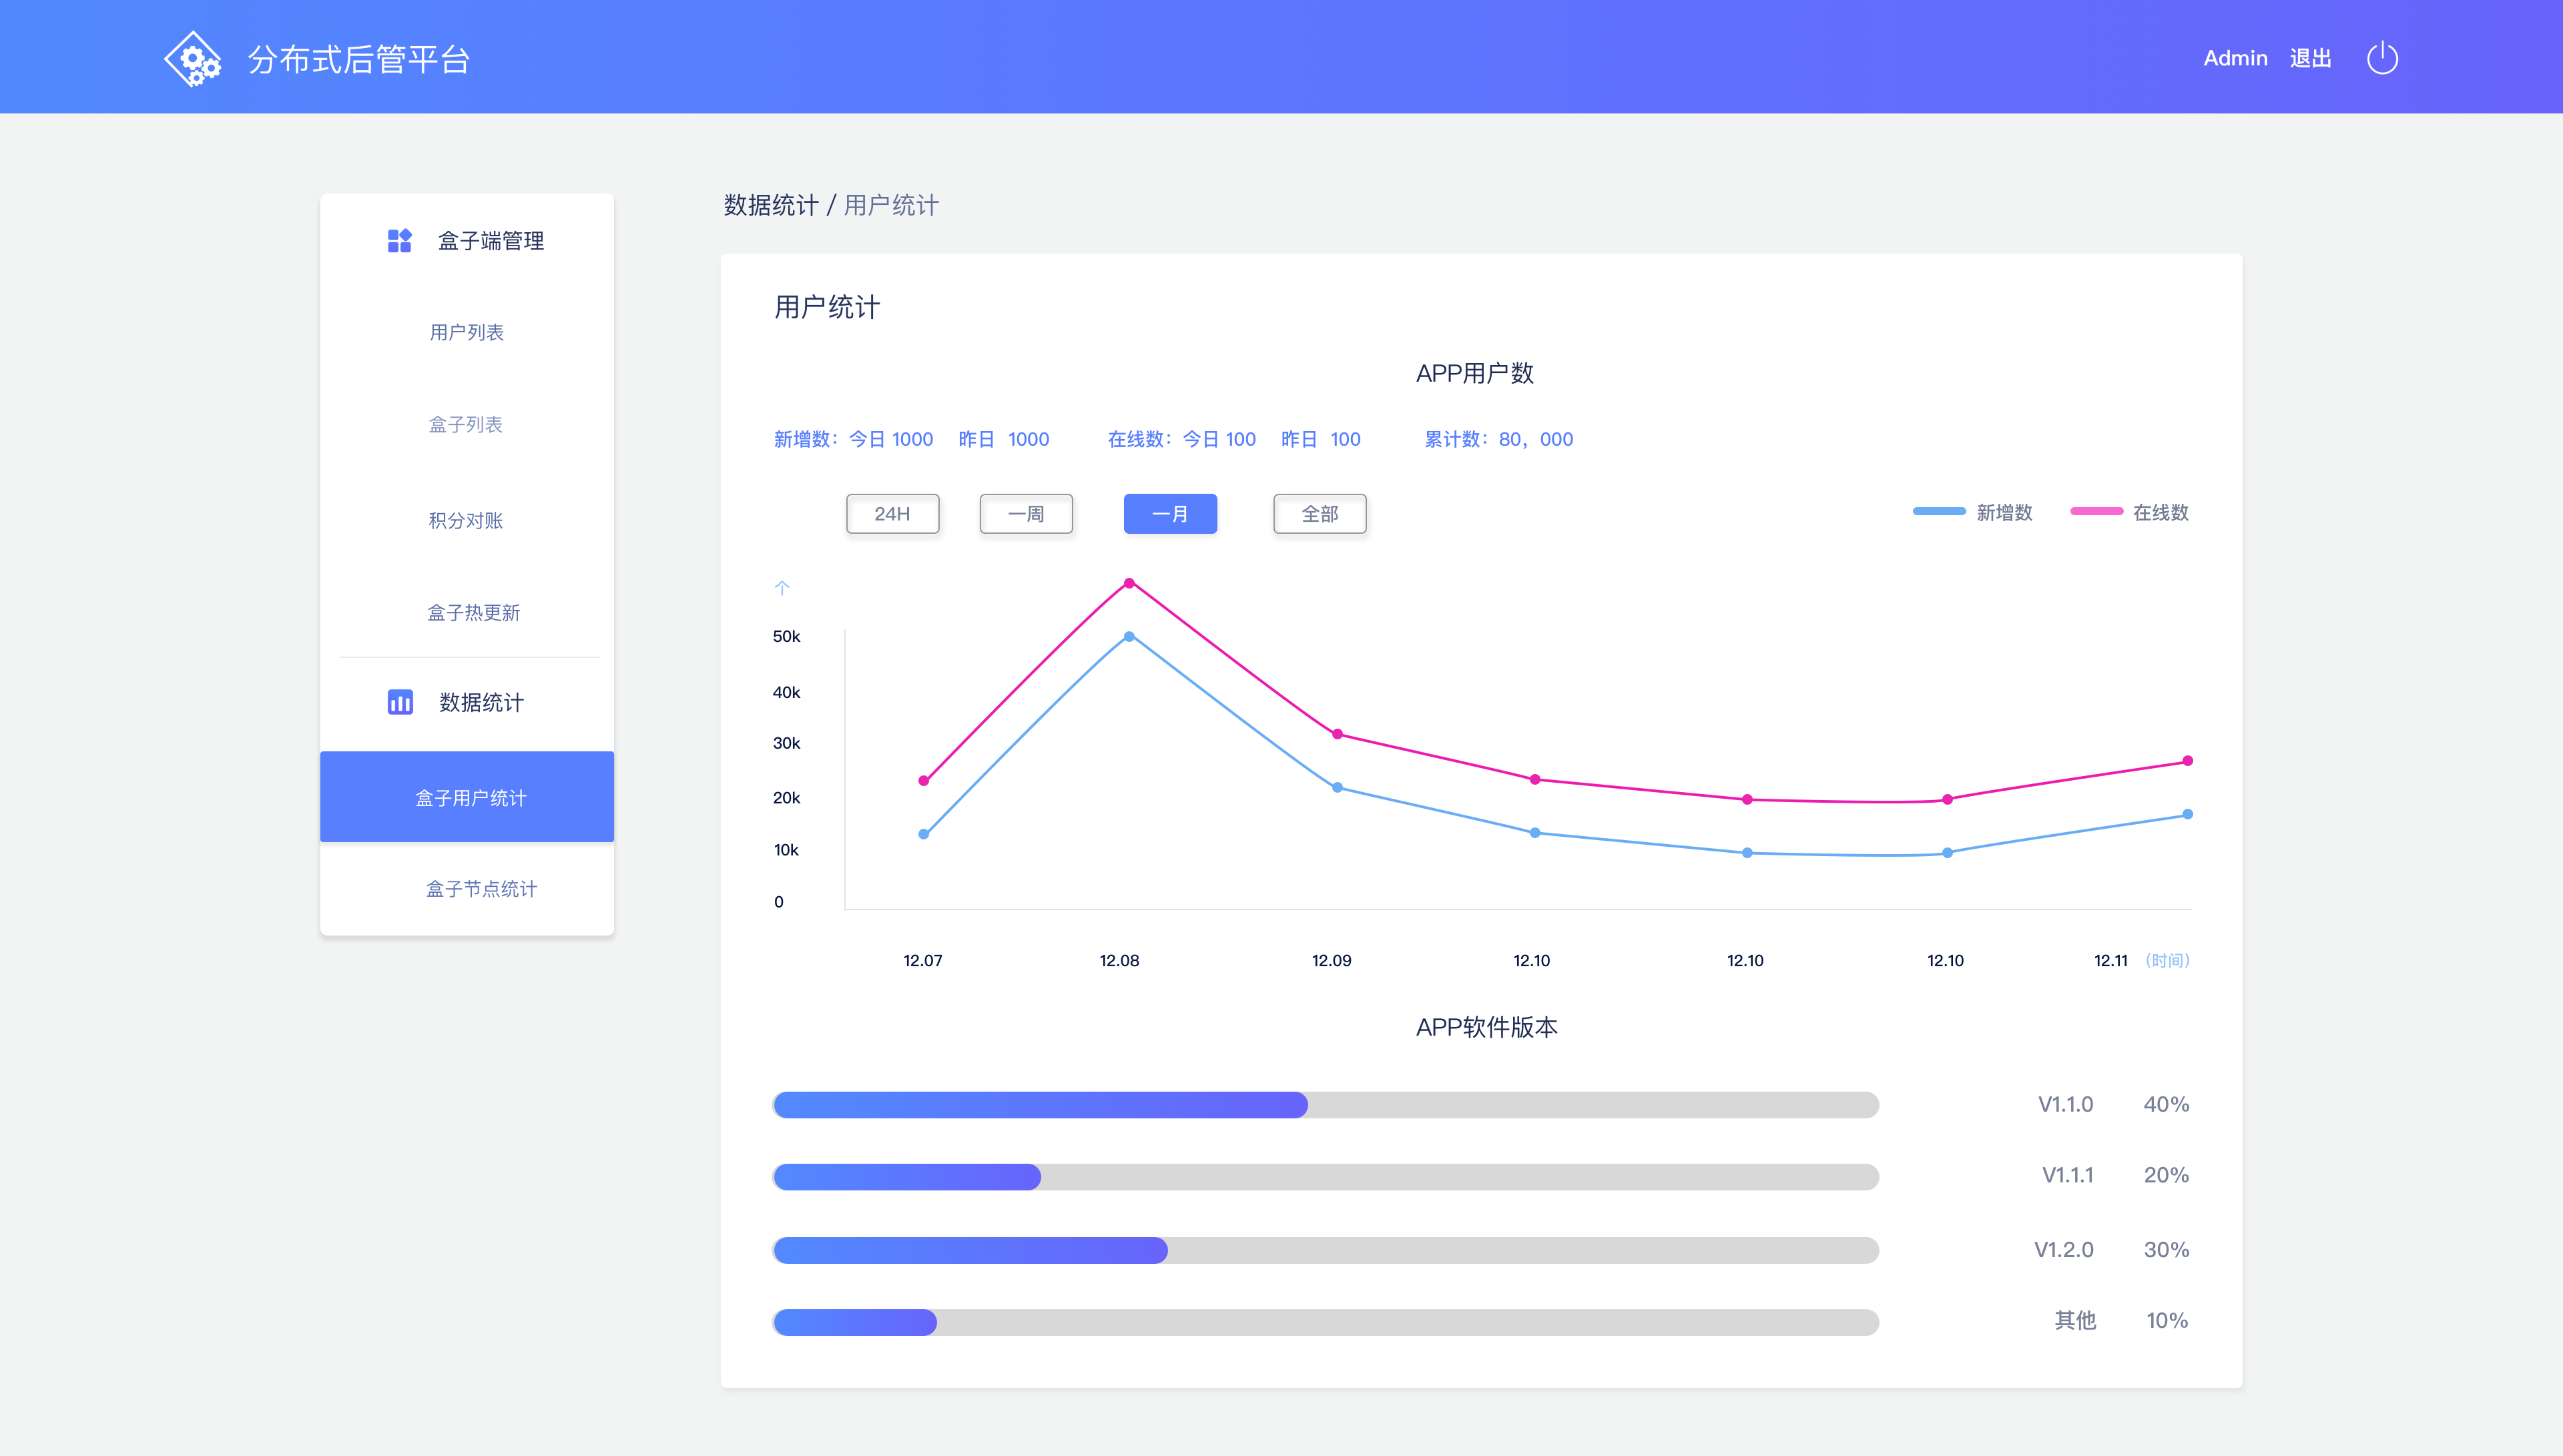 分布式后管平台
Admin 退出
盒子端管理
用户列表
盒子列表
积分对账
盒子热更新
数据统计
盒子用户统计
盒子节点统计
数据统计 / 用户统计
用户统计
APP用户数
新增数：今日 1000 昨日 1000 在线数：今日 100 昨日 100 累计数：80，000
24H 一周 一月 全部
新增数 在线数
个
50k
40k
30k
20k
10k
0
12.07 12.08 12.09 12.10 12.10 12.10 12.11 （时间）
APP软件版本
V1.1.0 40%
V1.1.1 20%
V1.2.0 30%
其他 10%